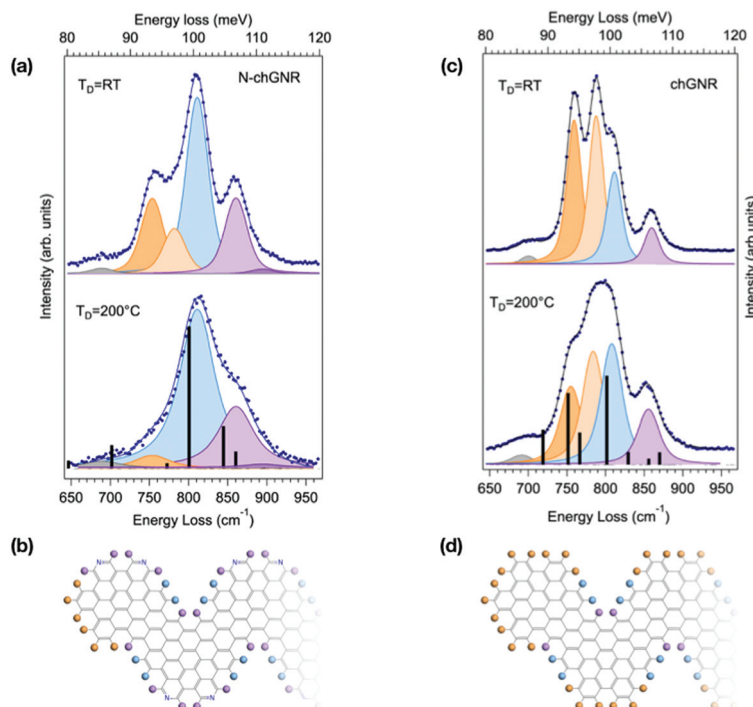 Energy loss (meV)
80 90 100 110 120
(a)
T_D=RT
N-chGNR
Intensity (arb. units)
T_D=200°C
650 700 750 800 850 900 950
Energy Loss (cm⁻¹)
(b)
N N N N
N N
Energy Loss (meV)
80 90 100 110 120
(c)
T_D=RT
chGNR
Intensity (arb. units)
T_D=200°C
650 700 750 800 850 900 950
Energy Loss (cm⁻¹)
(d)